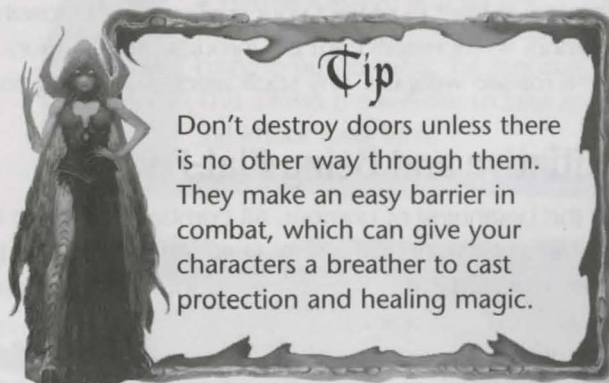 Tip
Don't destroy doors unless there
is no other way through them.
They make an easy barrier in
combat, which can give your
characters a breather to cast
protection and healing magic.